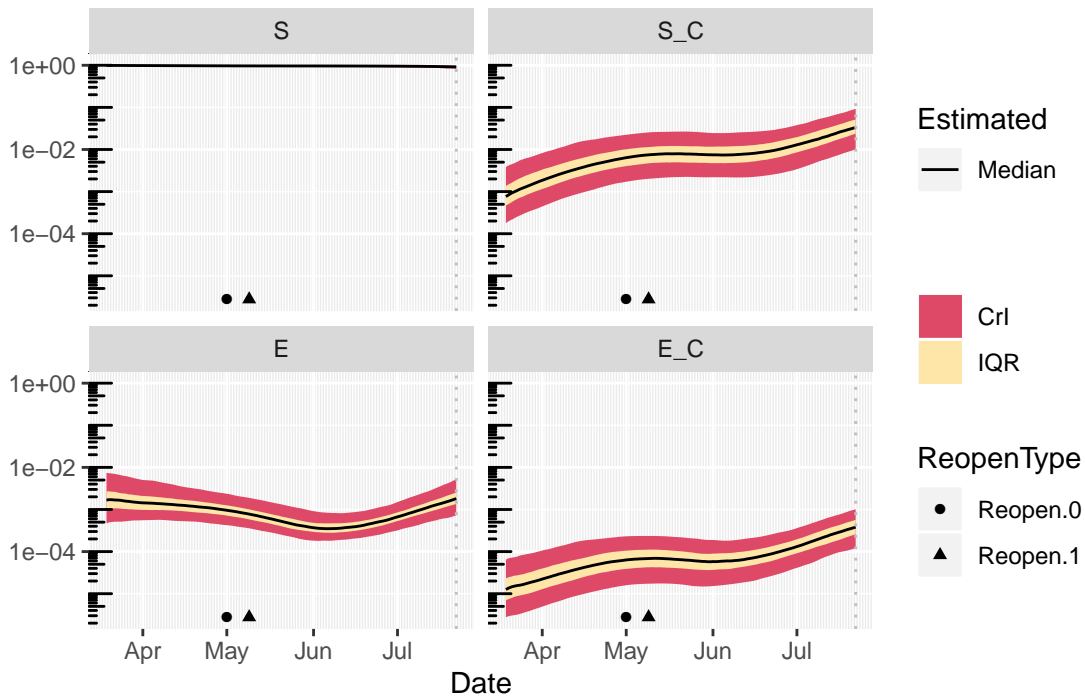 S
S_C
1e+00
1e-02
1e-04
E
E_C
1e+00
1e-02
1e-04
Apr
May
Jun
Jul
Apr
May
Jun
Jul
Date
Estimated
Median
CrI
IQR
ReopenType
Reopen.0
Reopen.1